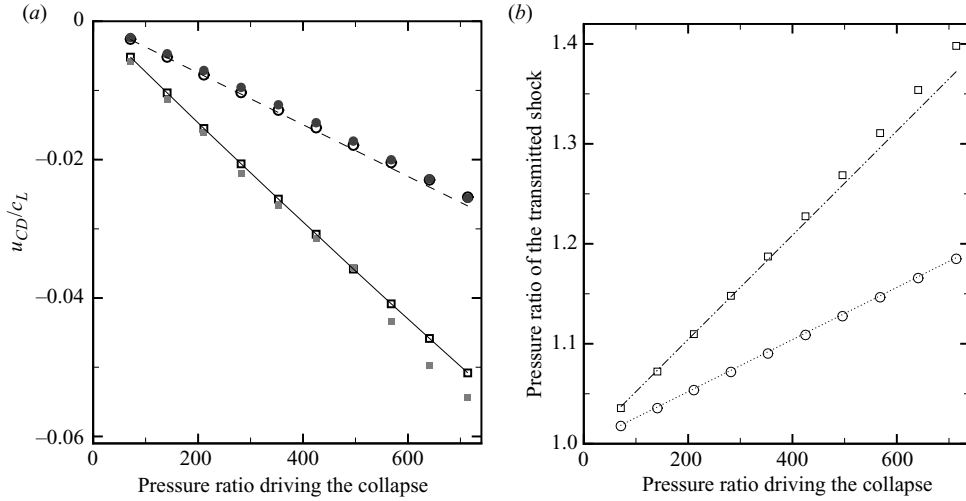 (a)
0
−0.02
−0.04
−0.06
u_CD/c_L
0 200 400 600
Pressure ratio driving the collapse
(b)
1.4
1.3
1.2
1.1
1.0
Pressure ratio of the transmitted shock
0 200 400 600
Pressure ratio driving the collapse